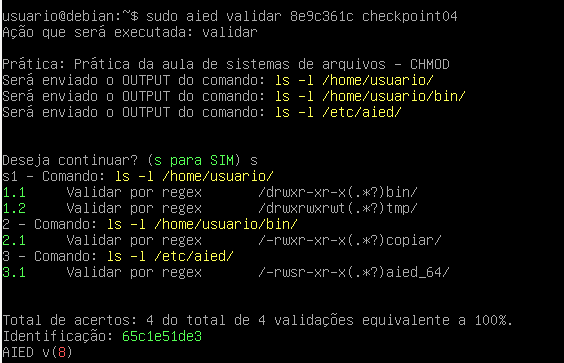 usuario@debian:~$ sudo aied validar 8e9c361c checkpoint04
Ação que será executada: validar
Prática: Prática da aula de sistemas de arquivos - CHMOD
Será enviado o OUTPUT do comando: ls -l /home/usuario/
Será enviado o OUTPUT do comando: ls -l /home/usuario/bin/
Será enviado o OUTPUT do comando: ls -l /etc/aied/
Deseja continuar? (s para SIM) s
s1 - Comando: ls -l /home/usuario/
1.1 Validar por regex /drwxr-xr-x(.*?)bin/
1.2 Validar por regex /drwxrwxrwt(.*?)tmp/
2 - Comando: ls -l /home/usuario/bin/
2.1 Validar por regex /-rwxr-xr-x(.*?)copiar/
3 - Comando: ls -l /etc/aied/
3.1 Validar por regex /-rwsr-xr-x(.*?)aied_64/
Total de acertos: 4 do total de 4 validações equivalente a 100%.
Identificação: 65c1e51de3
AIED v(8)